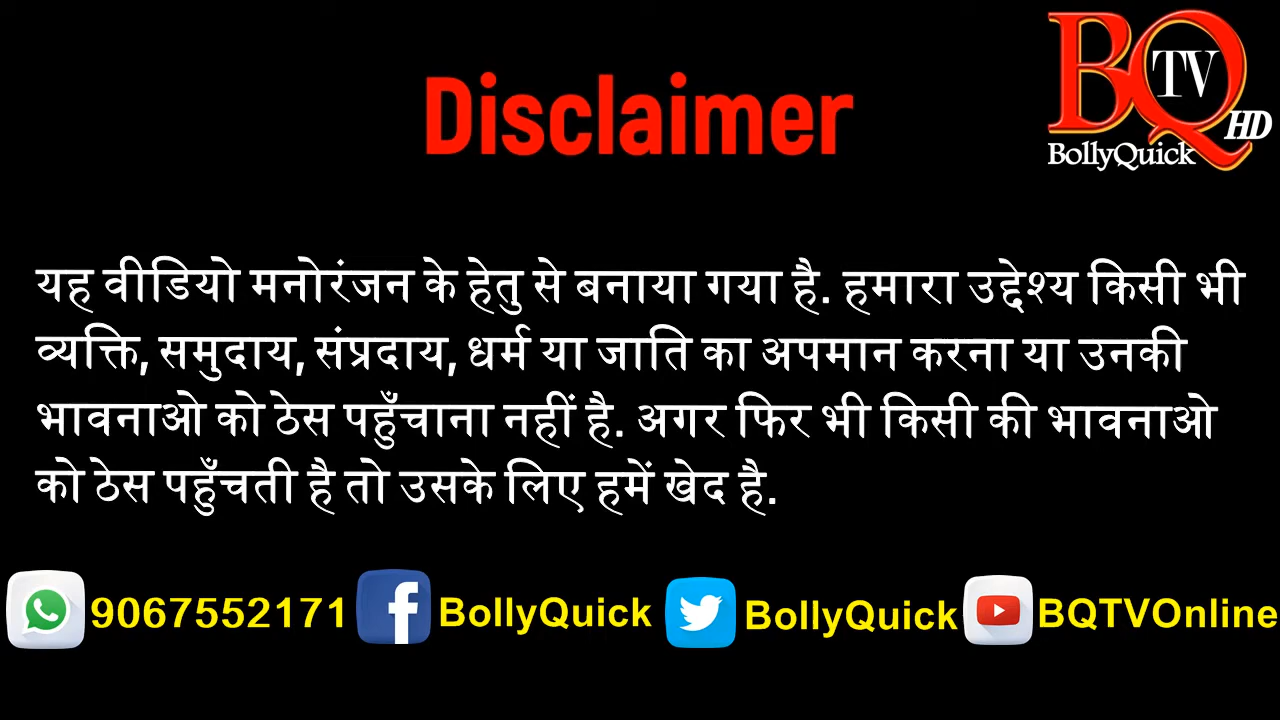 Disclaimer
BQ TV HD
BollyQuick
यह वीडियो मनोरंजन के हेतु से बनाया गया है. हमारा उद्देश्य किसी भी
व्यक्ति, समुदाय, संप्रदाय, धर्म या जाति का अपमान करना या उनकी
भावनाओ को ठेस पहुँचाना नहीं है. अगर फिर भी किसी की भावनाओ
को ठेस पहुँचती है तो उसके लिए हमें खेद है.
9067552171 BollyQuick BollyQuick BQTVOnline